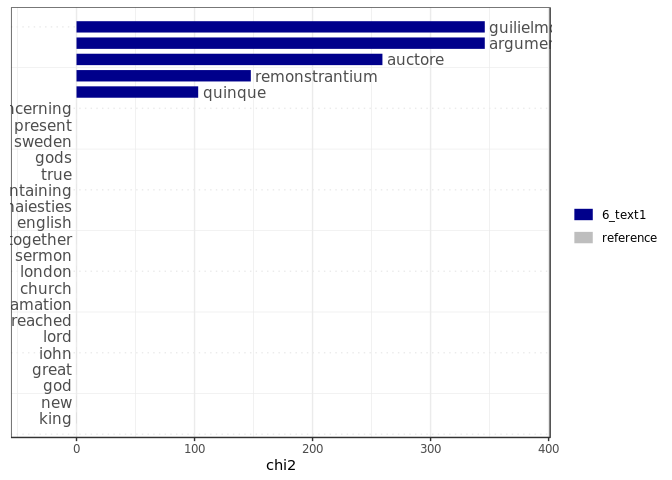 guilielmo
argumen
auctore
remonstrantium
quinque
ncerning
present
sweden
gods
true
ntaining
naiesties
english
together
sermon
london
church
amation
reached
lord
iohn
great
god
new
king
0 100 200 300 400
chi2
6_text1
reference